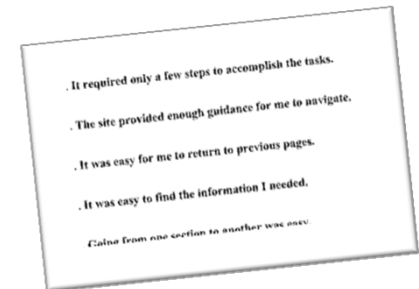 . It required only a few steps to accomplish the tasks.
. The site provided enough guidance for me to navigate.
. It was easy for me to return to previous pages.
. It was easy to find the information I needed.
Going from one section to another was easy